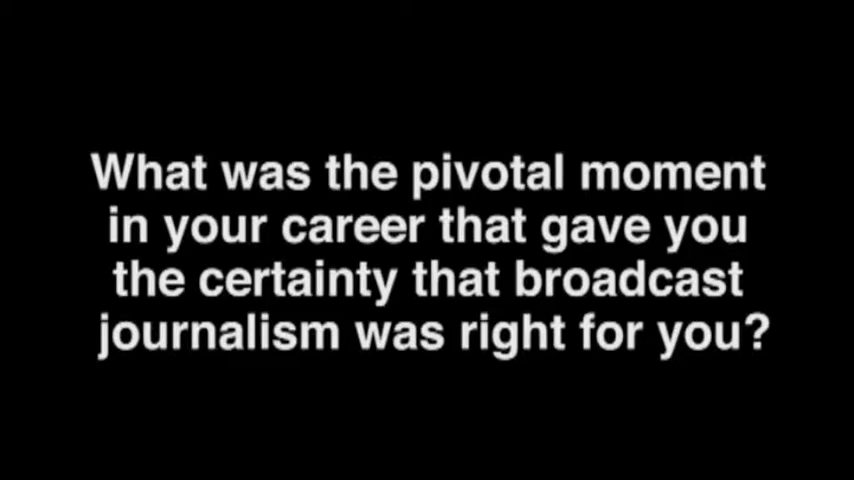 What was the pivotal moment
in your career that gave you
the certainty that broadcast
journalism was right for you?